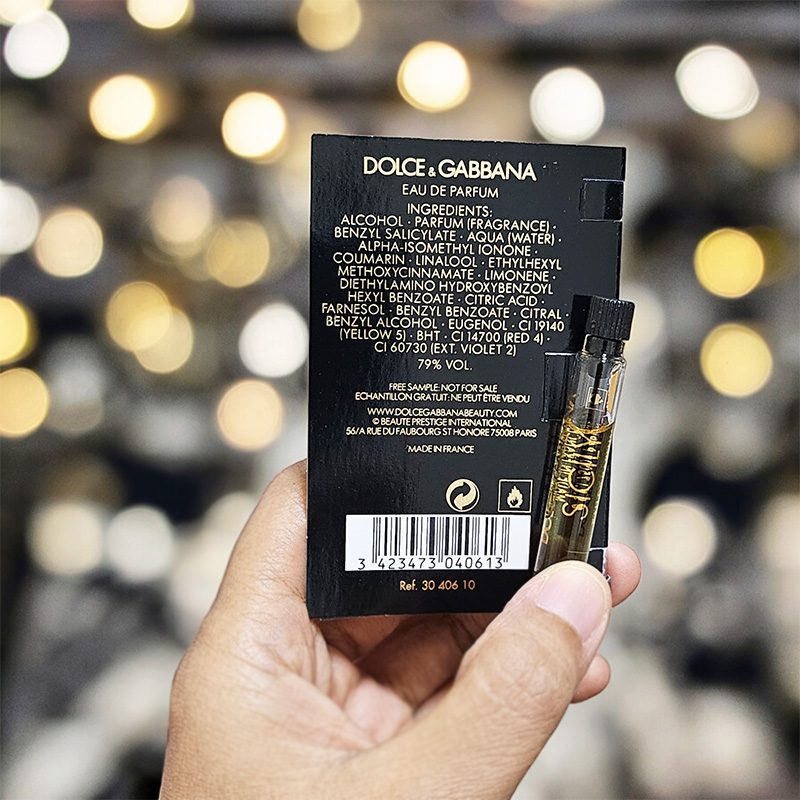 DOLCE & GABBANA
EAU DE PARFUM
INGREDIENTS:
ALCOHOL · PARFUM (FRAGRANCE) ·
BENZYL SALICYLATE · AQUA (WATER) ·
ALPHA-ISOMETHYL IONONE ·
COUMARIN · LINALOOL · ETHYLHEXYL
METHOXYCINNAMATE · LIMONENE ·
DIETHYLAMINO HYDROXYBENZOYL
HEXYL BENZOATE · CITRIC ACID ·
FARNESOL · BENZYL BENZOATE · CITRAL ·
BENZYL ALCOHOL · EUGENOL · CI 19140
(YELLOW 5) · BHT · CI 14700 (RED 4) ·
CI 60730 (EXT. VIOLET 2)
79% VOL.
FREE SAMPLE: NOT FOR SALE
ECHANTILLON GRATUIT: NE PEUT ÊTRE VENDU
WWW.DOLCEGABBANABEAUTY.COM
© BEAUTE PRESTIGE INTERNATIONAL
56/A RUE DU FAUBOURG ST HONORE 75008 PARIS
MADE IN FRANCE
3 423473 040613
Ref. 30 406 10